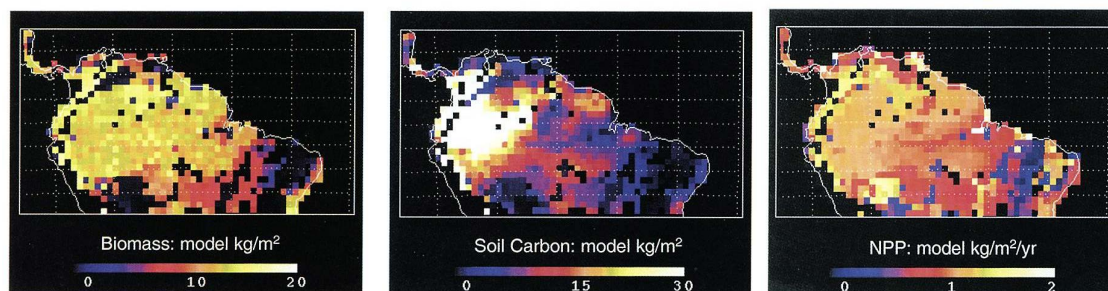 Biomass: model kg/m²
0 10 20
Soil Carbon: model kg/m²
0 15 30
NPP: model kg/m²/yr
0 1 2